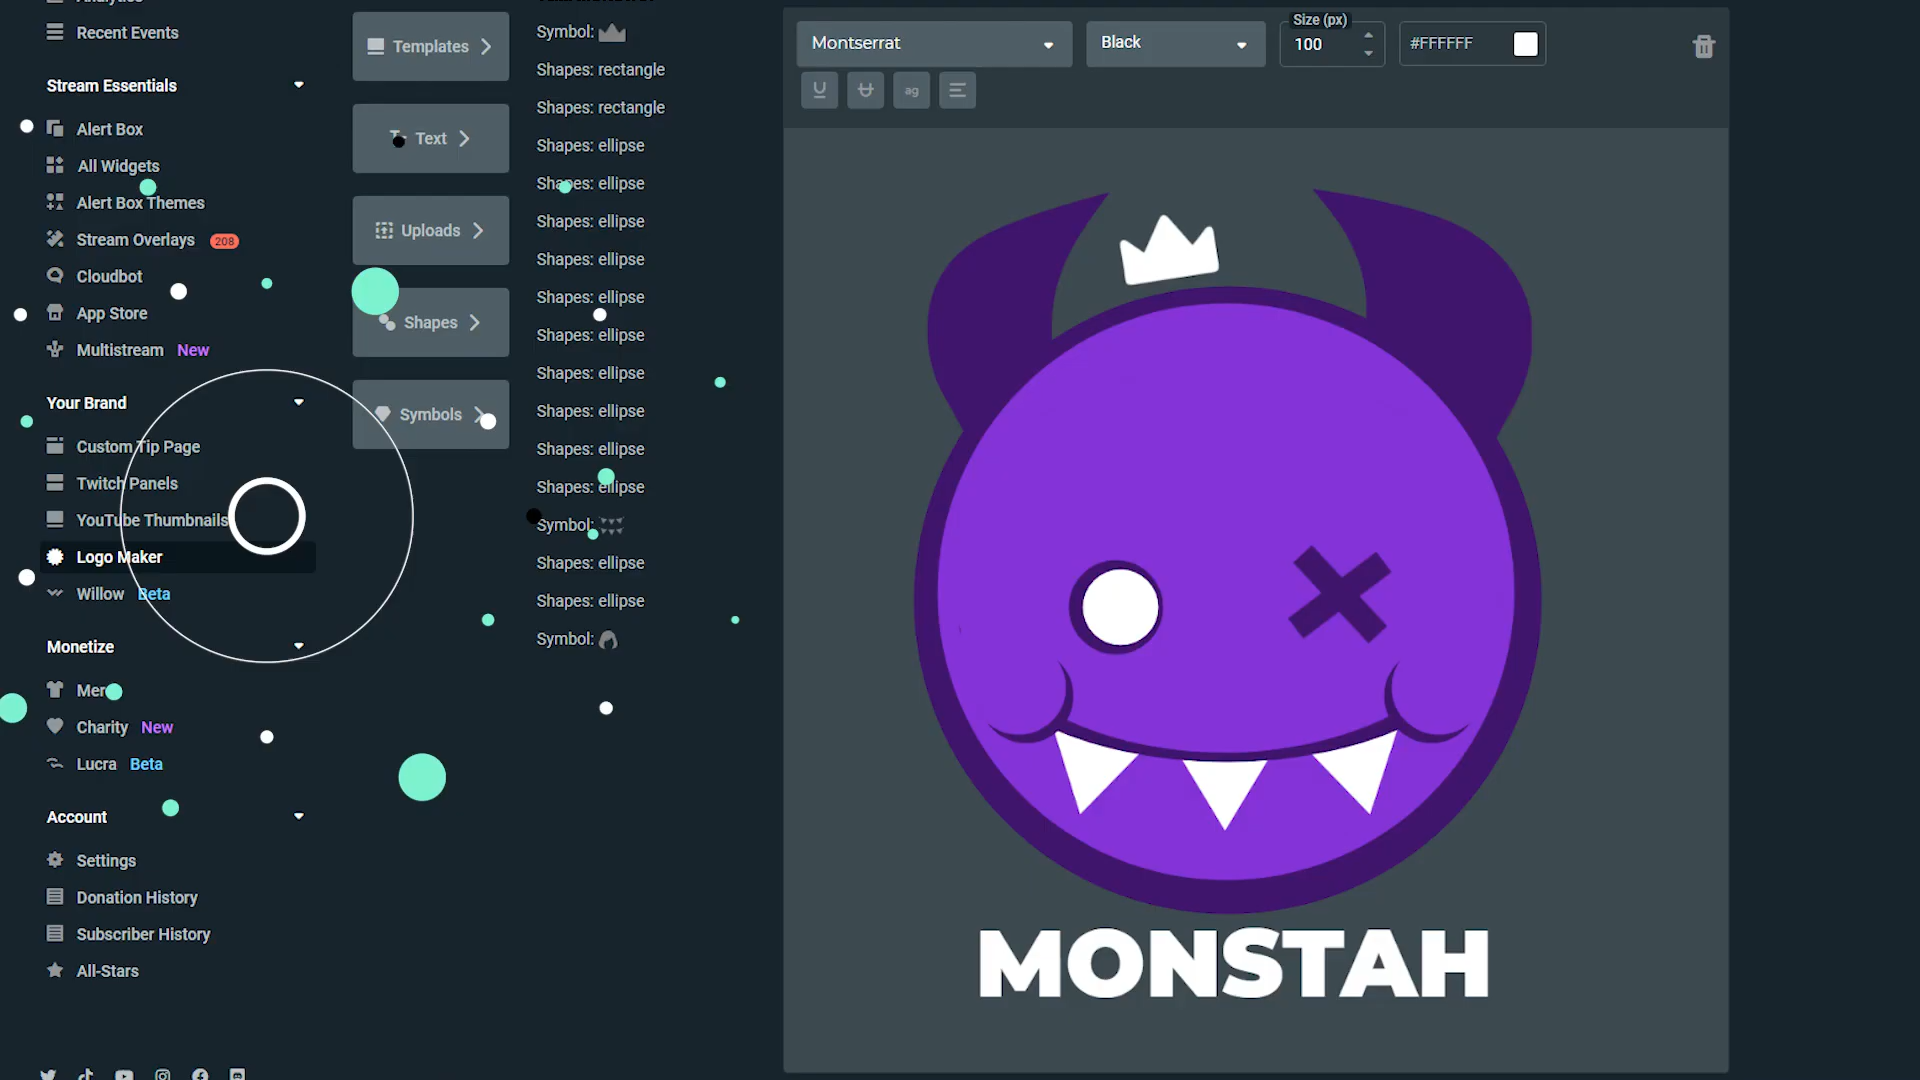 Recent Events
Stream Essentials
Alert Box
All Widgets
Alert Box Themes
Stream Overlays 208
Cloudbot
App Store
Multistream New
Your Brand
Custom Tip Page
Twitch Panels
YouTube Thumbnails
Logo Maker
Willow Beta
Monetize
Charity New
Lucra Beta
Account
Settings
Donation History
Subscriber History
All-Stars
Templates
Text
Uploads
Shapes
Symbols
Symbol:
Shapes: rectangle
Shapes: rectangle
Shapes: ellipse
Shapes: ellipse
Shapes: ellipse
Shapes: ellipse
Shapes: ellipse
Shapes: ellipse
Shapes: ellipse
Shapes: ellipse
Shapes: ellipse
Shapes: ellipse
Symbol:
Shapes: ellipse
Shapes: ellipse
Symbol:
Montserrat
Black
Size (px)
100
#FFFFFF
U
ag
MONSTAH